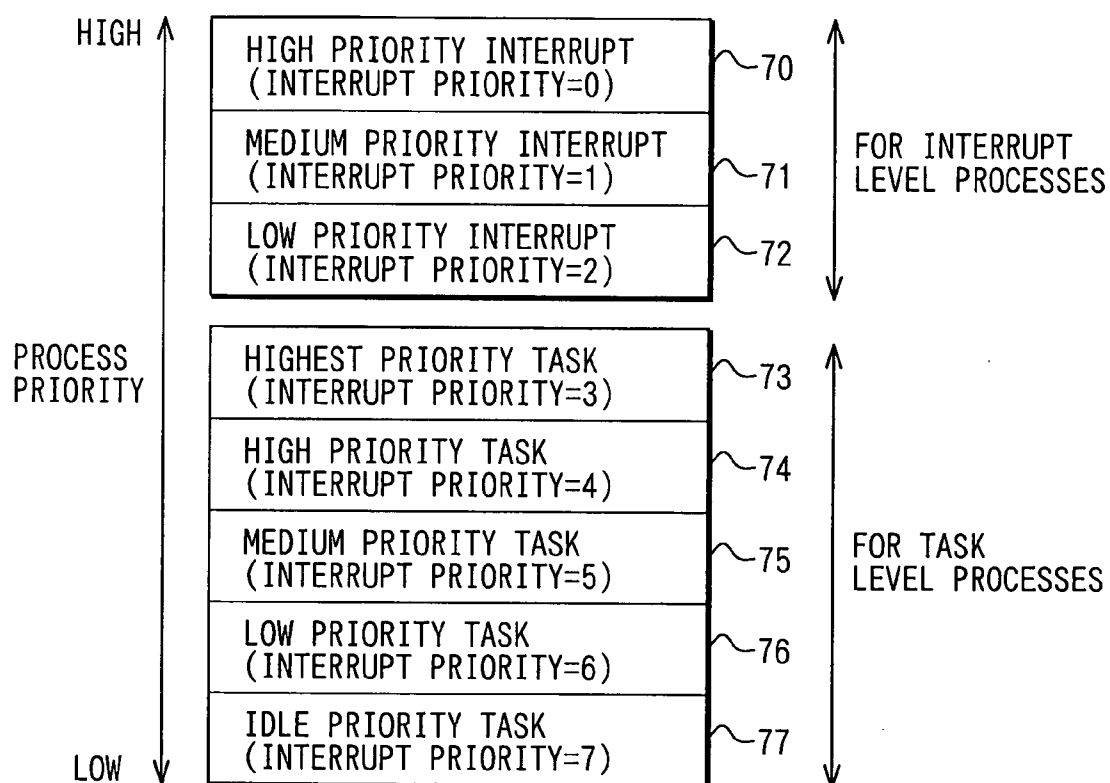 HIGH
HIGH PRIORITY INTERRUPT
(INTERRUPT PRIORITY=0)
70
MEDIUM PRIORITY INTERRUPT
(INTERRUPT PRIORITY=1)
71
LOW PRIORITY INTERRUPT
(INTERRUPT PRIORITY=2)
72
FOR INTERRUPT
LEVEL PROCESSES
PROCESS
PRIORITY
HIGHEST PRIORITY TASK
(INTERRUPT PRIORITY=3)
73
HIGH PRIORITY TASK
(INTERRUPT PRIORITY=4)
74
MEDIUM PRIORITY TASK
(INTERRUPT PRIORITY=5)
75
LOW PRIORITY TASK
(INTERRUPT PRIORITY=6)
76
IDLE PRIORITY TASK
(INTERRUPT PRIORITY=7)
77
FOR TASK
LEVEL PROCESSES
LOW